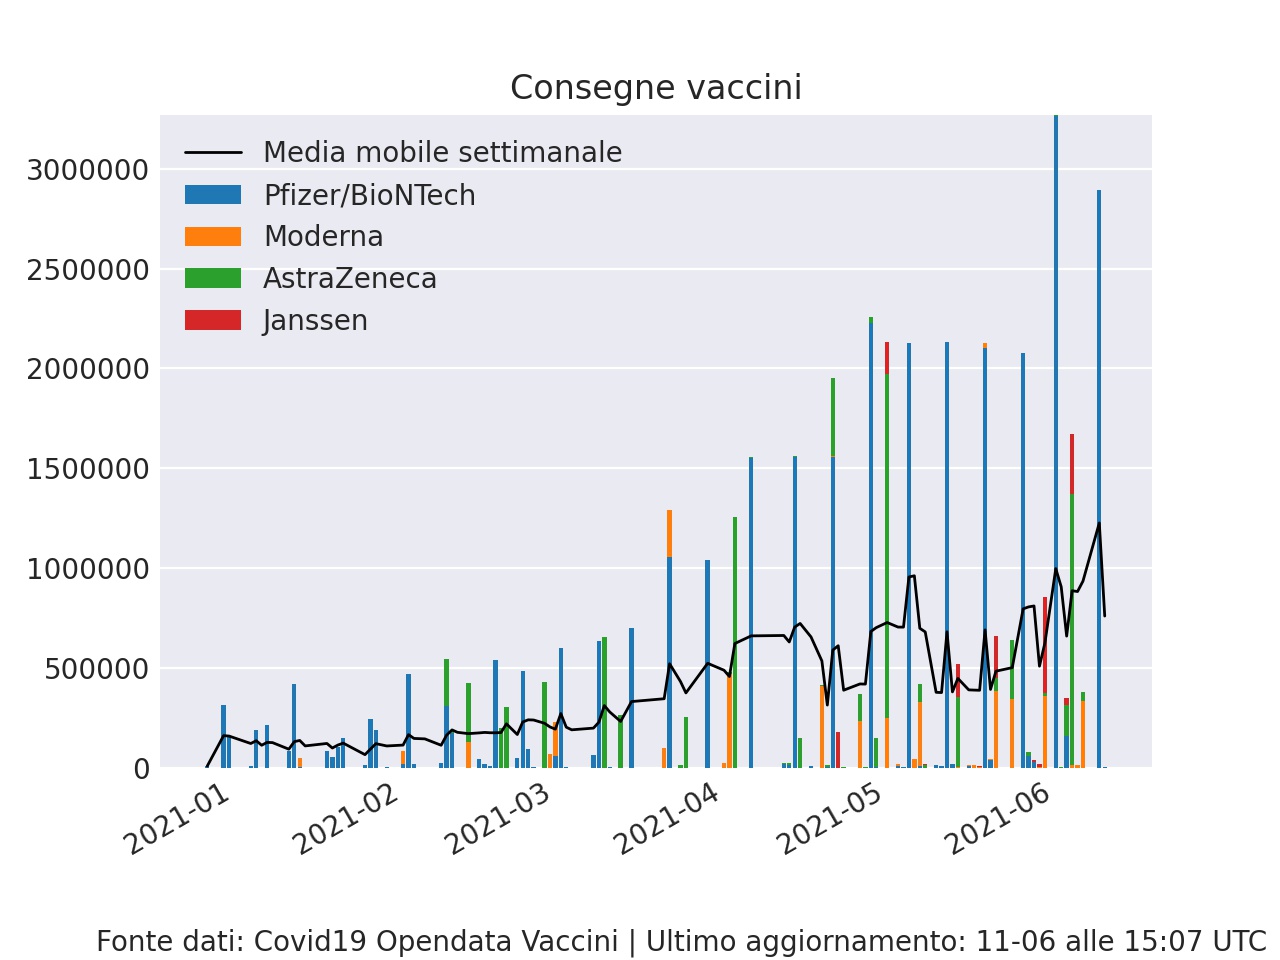 Consegne vaccini
Media mobile settimanale
Pfizer/BioNTech
Moderna
AstraZeneca
Janssen
3000000
2500000
2000000
1500000
1000000
500000
0
2021-01
2021-02
2021-03
2021-04
2021-05
2021-06
Fonte dati: Covid19 Opendata Vaccini | Ultimo aggiornamento: 11-06 alle 15:07 UTC